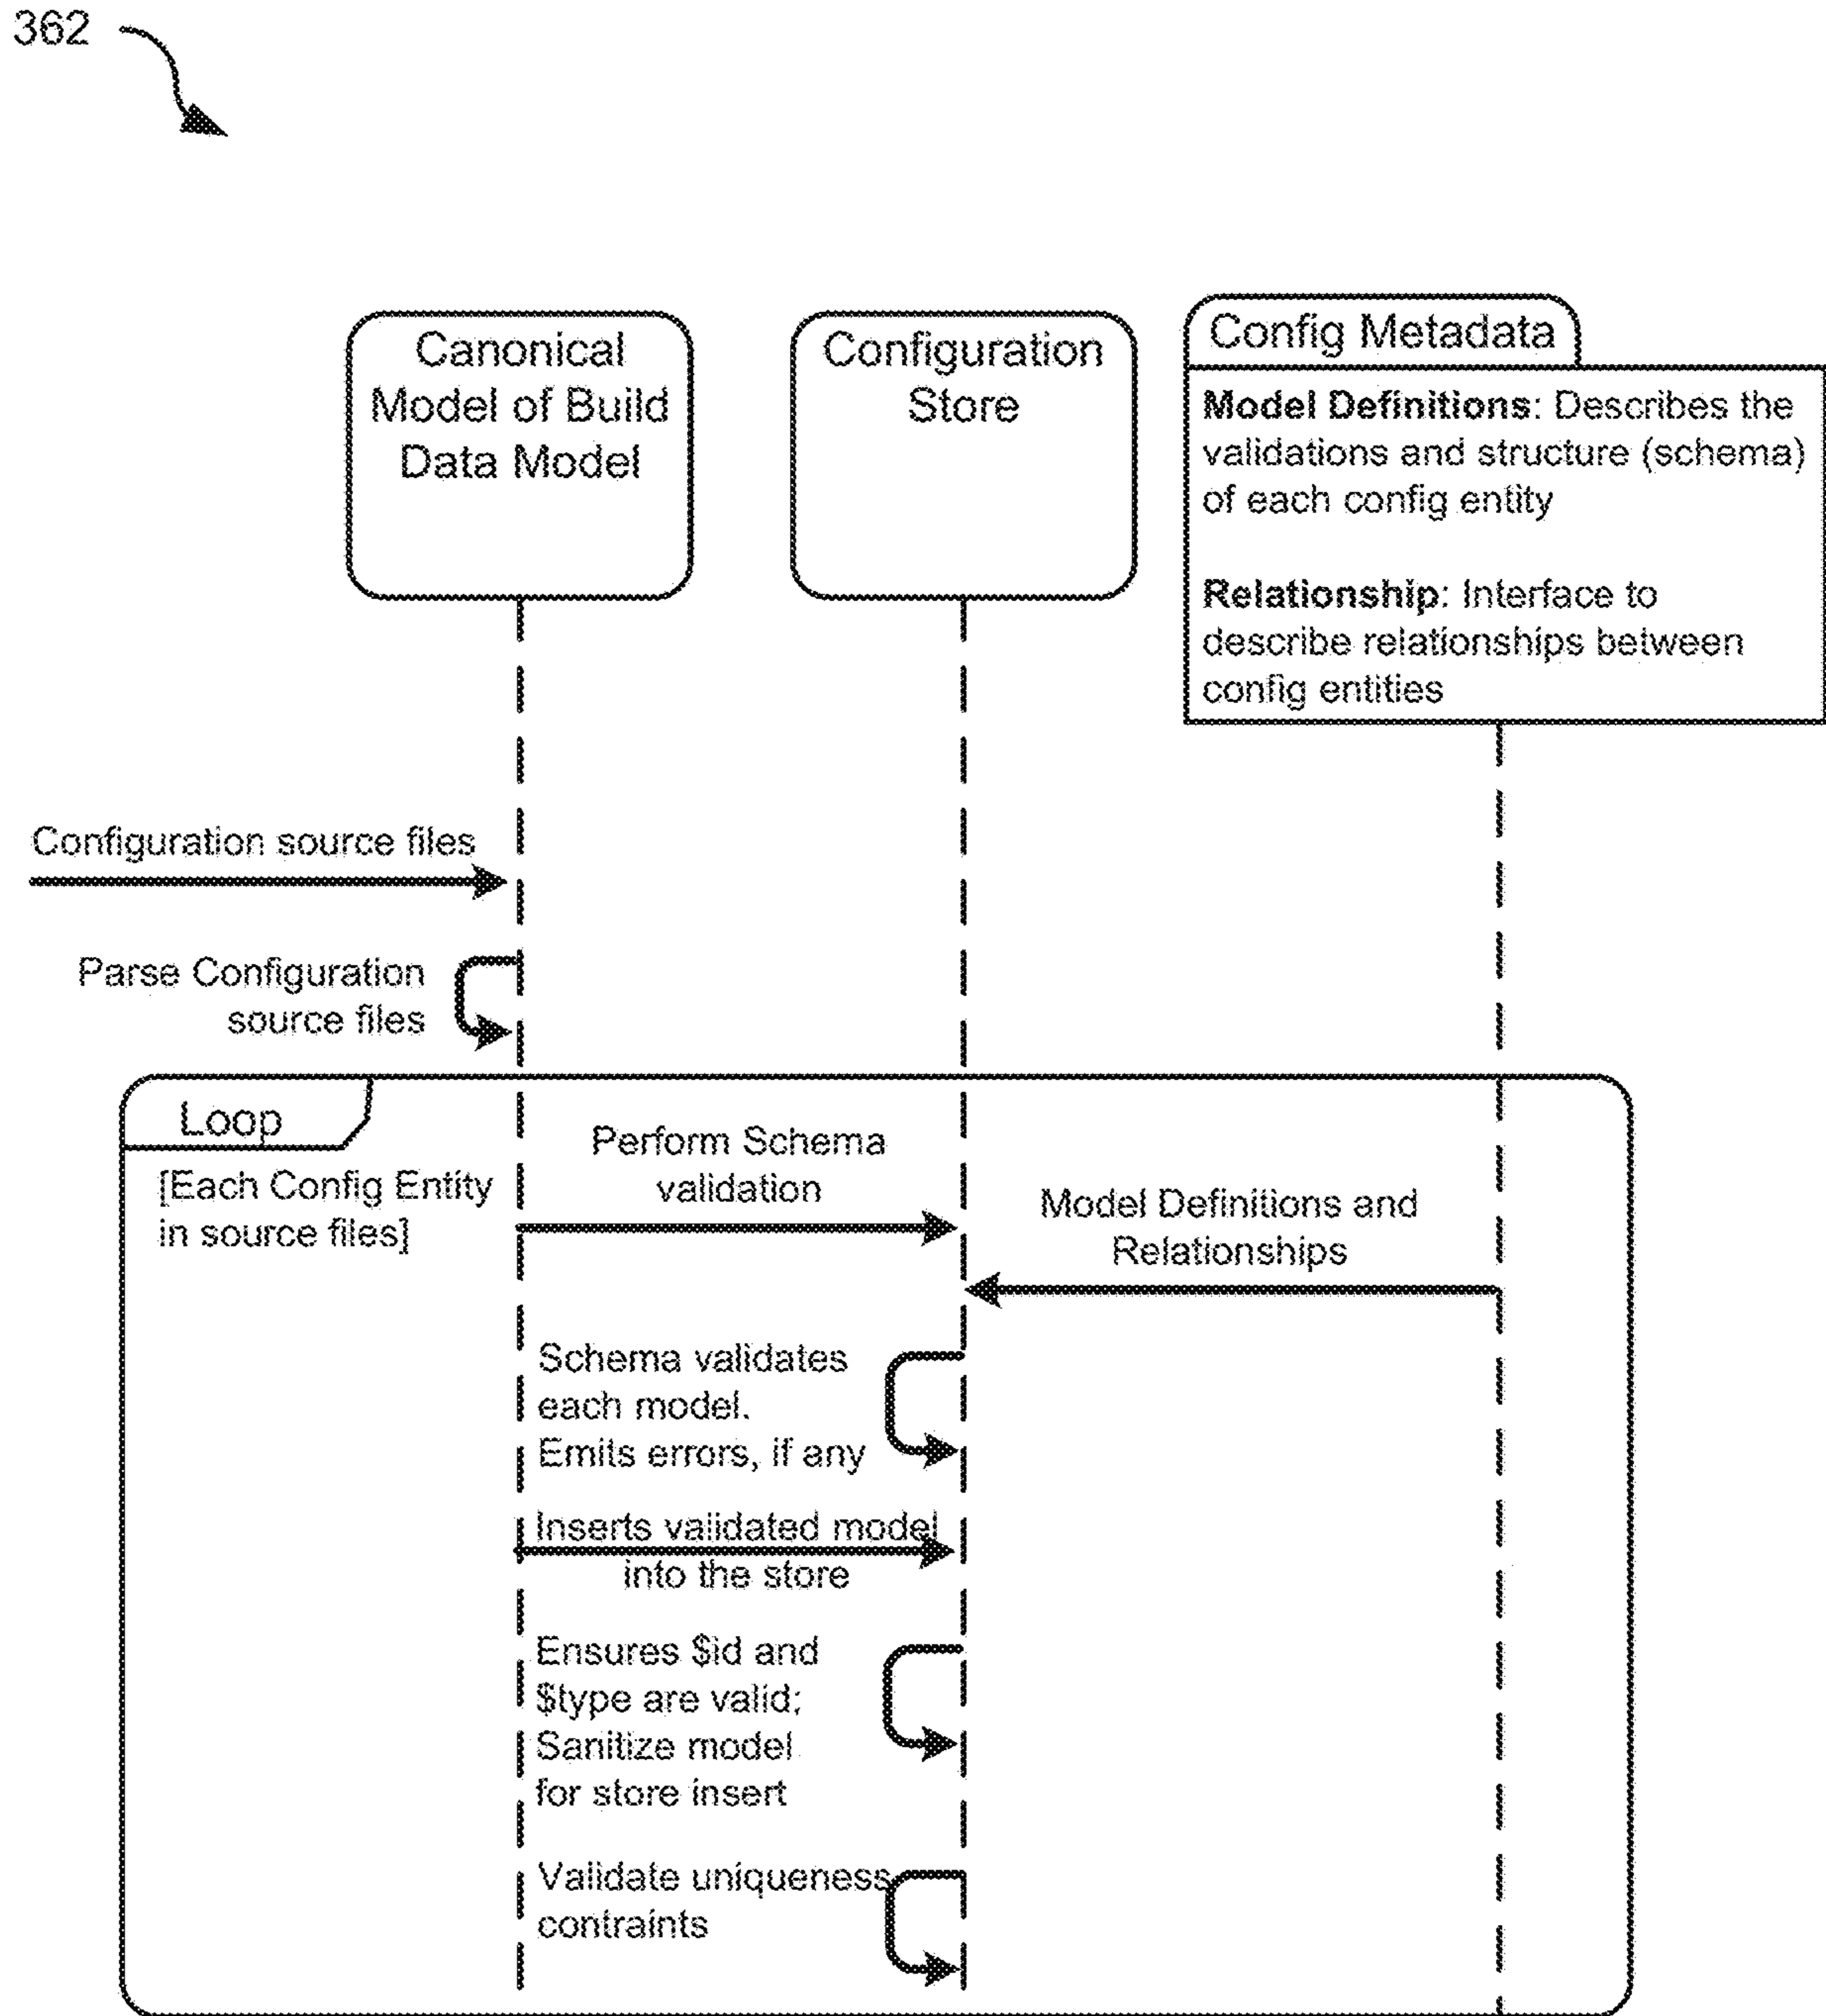 362
Canonical
Model of Build
Data Model
Configuration
Store
Config Metadata
Model Definitions: Describes the
validations and structure (schema)
of each config entity
Relationship: Interface to
describe relationships between
config entities
Configuration source files
Parse Configuration
source files
Loop
[Each Config Entity
in source files]
Perform Schema
validation
Model Definitions and
Relationships
Schema validates
each model.
Emits errors, if any
Inserts validated model
into the store
Ensures $id and
$type are valid;
Sanitize model
for store insert
Validate uniqueness
contraints